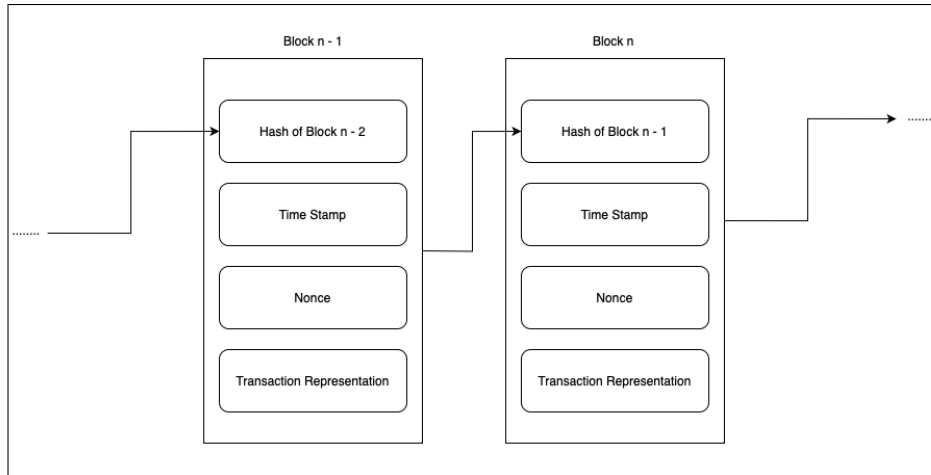 Block n - 1
Block n
Hash of Block n - 2
Hash of Block n - 1
Time Stamp
Time Stamp
........
........
Nonce
Nonce
Transaction Representation
Transaction Representation